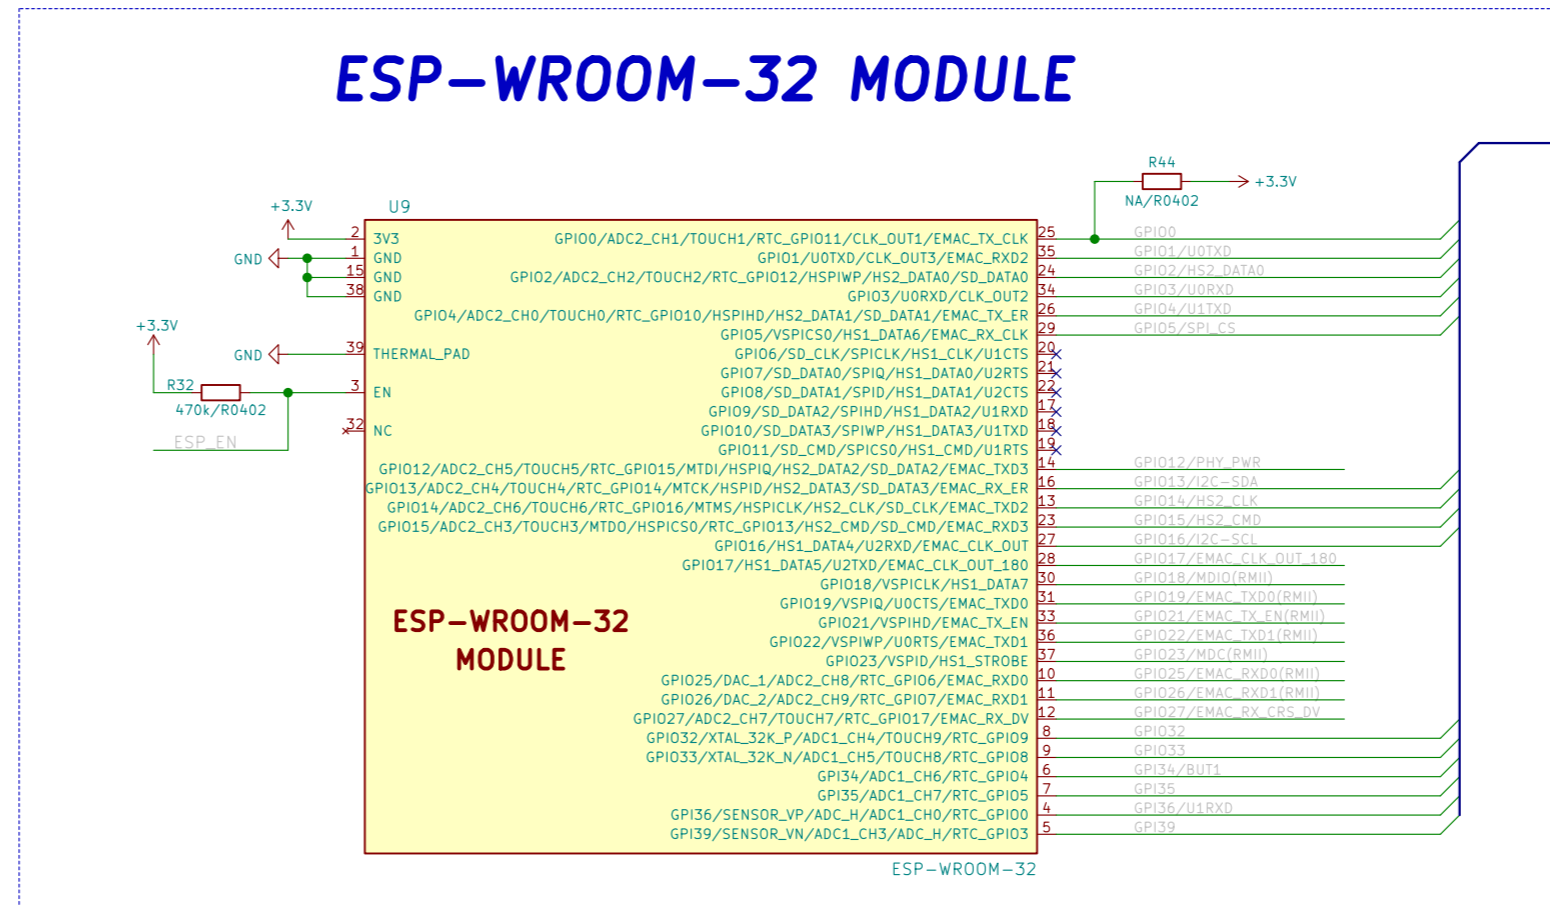 ESP-WROOM-32 MODULE
R44
+3.3V
NA/R0402
+3.3V
U9
2 3V3
GPIO0/ADC2_CH1/TOUCH1/RTC_GPIO11/CLK_OUT1/EMAC_TX_CLK 25 GPIO0
GND 1 GND
GPIO1/U0TXD/CLK_OUT3/EMAC_RXD2 35 GPIO1/U0TXD
15 GND
GPIO2/ADC2_CH2/TOUCH2/RTC_GPIO12/HSPIWP/HS2_DATA0/SD_DATA0 24 GPIO2/HS2_DATA0
38 GND
GPIO3/U0RXD/CLK_OUT2 34 GPIO3/U0RXD
GPIO4/ADC2_CH0/TOUCH0/RTC_GPIO10/HSPIHD/HS2_DATA1/SD_DATA1/EMAC_TX_ER 26 GPIO4/U1TXD
+3.3V
GPIO5/VSPICS0/HS1_DATA6/EMAC_RX_CLK 29 GPIO5/SPI_CS
GND 39 THERMAL_PAD
GPIO6/SD_CLK/SPICLK/HS1_CLK/U1CTS 20
GPIO7/SD_DATA0/SPIQ/HS1_DATA0/U2RTS 21
R32
470k/R0402
3 EN
GPIO8/SD_DATA1/SPID/HS1_DATA1/U2CTS 22
GPIO9/SD_DATA2/SPIHD/HS1_DATA2/U1RXD 17
32 NC
GPIO10/SD_DATA3/SPIWP/HS1_DATA3/U1TXD 18
ESP_EN
GPIO11/SD_CMD/SPICS0/HS1_CMD/U1RTS 19
GPIO12/ADC2_CH5/TOUCH5/RTC_GPIO15/MTDI/HSPIQ/HS2_DATA2/SD_DATA2/EMAC_TXD3 14 GPIO12/PHY_PWR
GPIO13/ADC2_CH4/TOUCH4/RTC_GPIO14/MTCK/HSPID/HS2_DATA3/SD_DATA3/EMAC_RX_ER 16 GPIO13/I2C-SDA
GPIO14/ADC2_CH6/TOUCH6/RTC_GPIO16/MTMS/HSPICLK/HS2_CLK/SD_CLK/EMAC_TXD2 13 GPIO14/HS2_CLK
GPIO15/ADC2_CH3/TOUCH3/MTDO/HSPICS0/RTC_GPIO13/HS2_CMD/SD_CMD/EMAC_RXD3 23 GPIO15/HS2_CMD
GPIO16/HS1_DATA4/U2RXD/EMAC_CLK_OUT 27 GPIO16/I2C-SCL
GPIO17/HS1_DATA5/U2TXD/EMAC_CLK_OUT_180 28 GPIO17/EMAC_CLK_OUT_180
GPIO18/VSPICLK/HS1_DATA7 30 GPIO18/MDIO(RMII)
GPIO19/VSPIQ/U0CTS/EMAC_TXD0 31 GPIO19/EMAC_TXD0(RMII)
GPIO21/VSPIHD/EMAC_TX_EN 33 GPIO21/EMAC_TX_EN(RMII)
GPIO22/VSPIWP/U0RTS/EMAC_TXD1 36 GPIO22/EMAC_TXD1(RMII)
GPIO23/VSPID/HS1_STROBE 37 GPIO23/MDC(RMII)
ESP-WROOM-32
MODULE
GPIO25/DAC_1/ADC2_CH8/RTC_GPIO6/EMAC_RXD0 10 GPIO25/EMAC_RXD0(RMII)
GPIO26/DAC_2/ADC2_CH9/RTC_GPIO7/EMAC_RXD1 11 GPIO26/EMAC_RXD1(RMII)
GPIO27/ADC2_CH7/TOUCH7/RTC_GPIO17/EMAC_RX_DV 12 GPIO27/EMAC_RX_CRS_DV
GPIO32/XTAL_32K_P/ADC1_CH4/TOUCH9/RTC_GPIO9 8 GPIO32
GPIO33/XTAL_32K_N/ADC1_CH5/TOUCH8/RTC_GPIO8 9 GPIO33
GPI34/ADC1_CH6/RTC_GPIO4 6 GPI34/BUT1
GPI35/ADC1_CH7/RTC_GPIO5 7 GPI35
GPI36/SENSOR_VP/ADC_H/ADC1_CH0/RTC_GPIO0 4 GPI36/U1RXD
GPI39/SENSOR_VN/ADC1_CH3/ADC_H/RTC_GPIO3 5 GPI39
ESP-WROOM-32